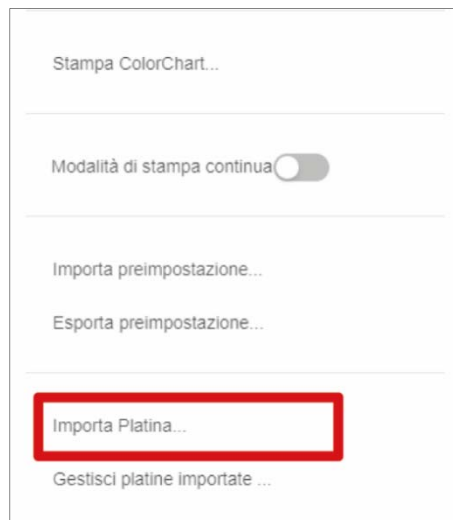 Stampa ColorChart...
Modalità di stampa continua
Importa preimpostazione...
Esporta preimpostazione...
Importa Platina...
Gestisci platine importate ...